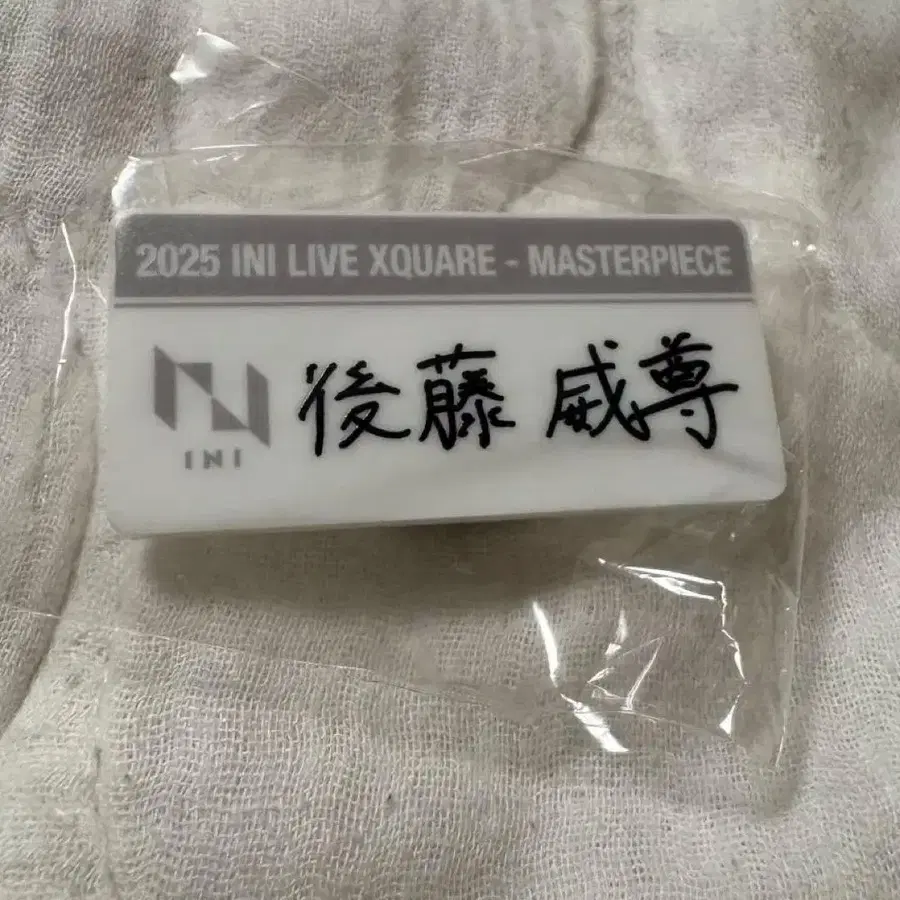 2025 INI LIVE XQUARE - MASTERPIECE
後藤 威尊
INI